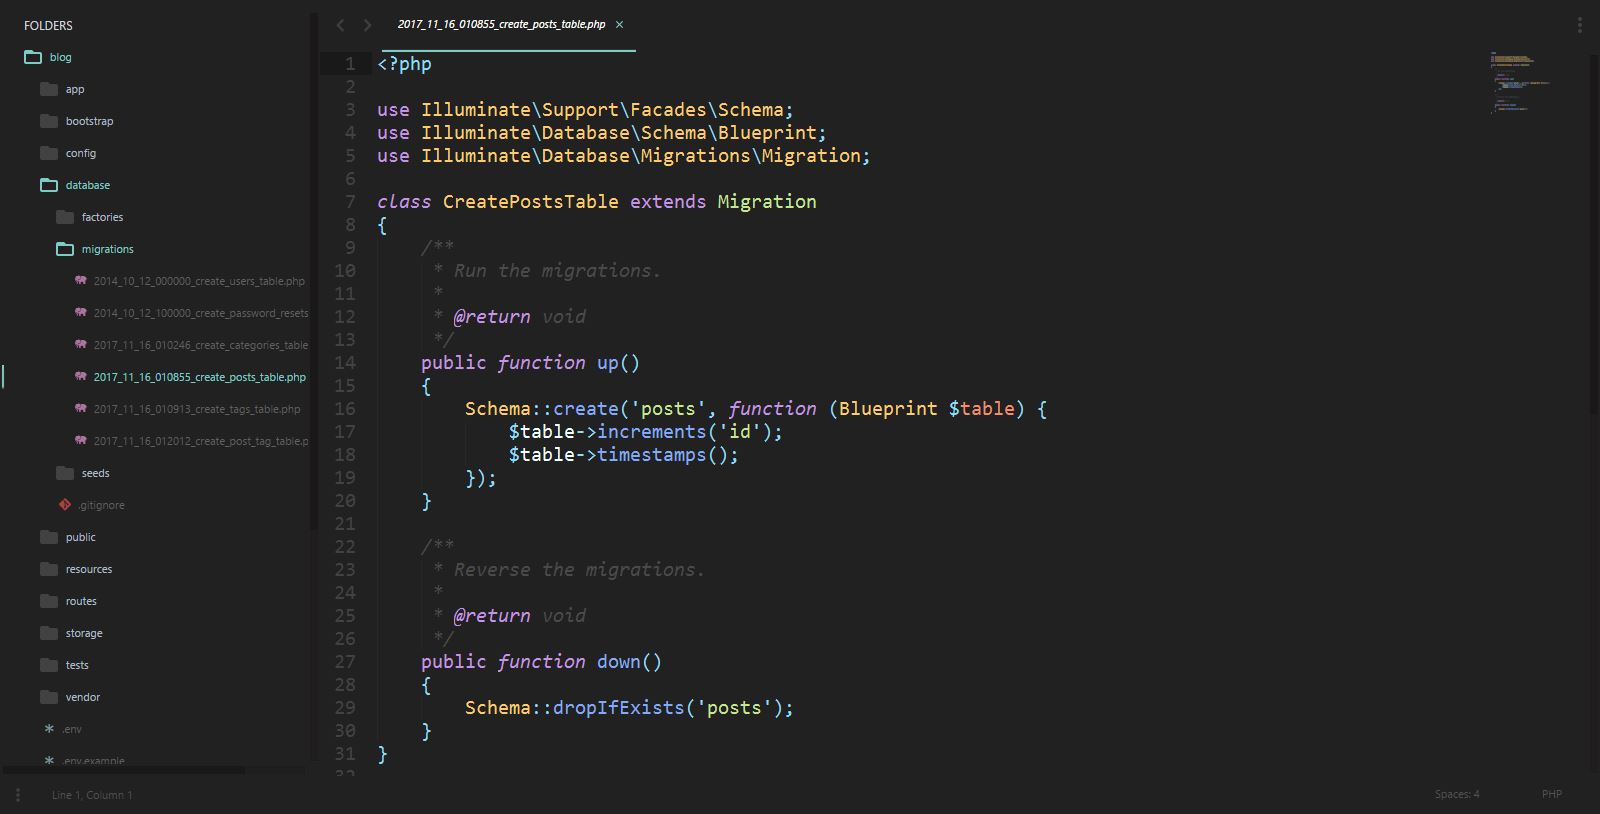 FOLDERS
blog
app
bootstrap
config
database
factories
migrations
2014_10_12_000000_create_users_table.php
2014_10_12_100000_create_password_resets
2017_11_16_010246_create_categories_table
2017_11_16_010855_create_posts_table.php
2017_11_16_010913_create_tags_table.php
2017_11_16_012012_create_post_tag_table.p
seeds
.gitignore
public
resources
routes
storage
tests
vendor
.env
.env.example
2017_11_16_010855_create_posts_table.php ×
1 <?php
2
3 use Illuminate\Support\Facades\Schema;
4 use Illuminate\Database\Schema\Blueprint;
5 use Illuminate\Database\Migrations\Migration;
6
7 class CreatePostsTable extends Migration
8 {
9 /**
10 * Run the migrations.
11 *
12 * @return void
13 */
14 public function up()
15 {
16 Schema::create('posts', function (Blueprint $table) {
17 $table->increments('id');
18 $table->timestamps();
19 });
20 }
21
22 /**
23 * Reverse the migrations.
24 *
25 * @return void
26 */
27 public function down()
28 {
29 Schema::dropIfExists('posts');
30 }
31 }
32
Line 1, Column 1
Spaces: 4
PHP